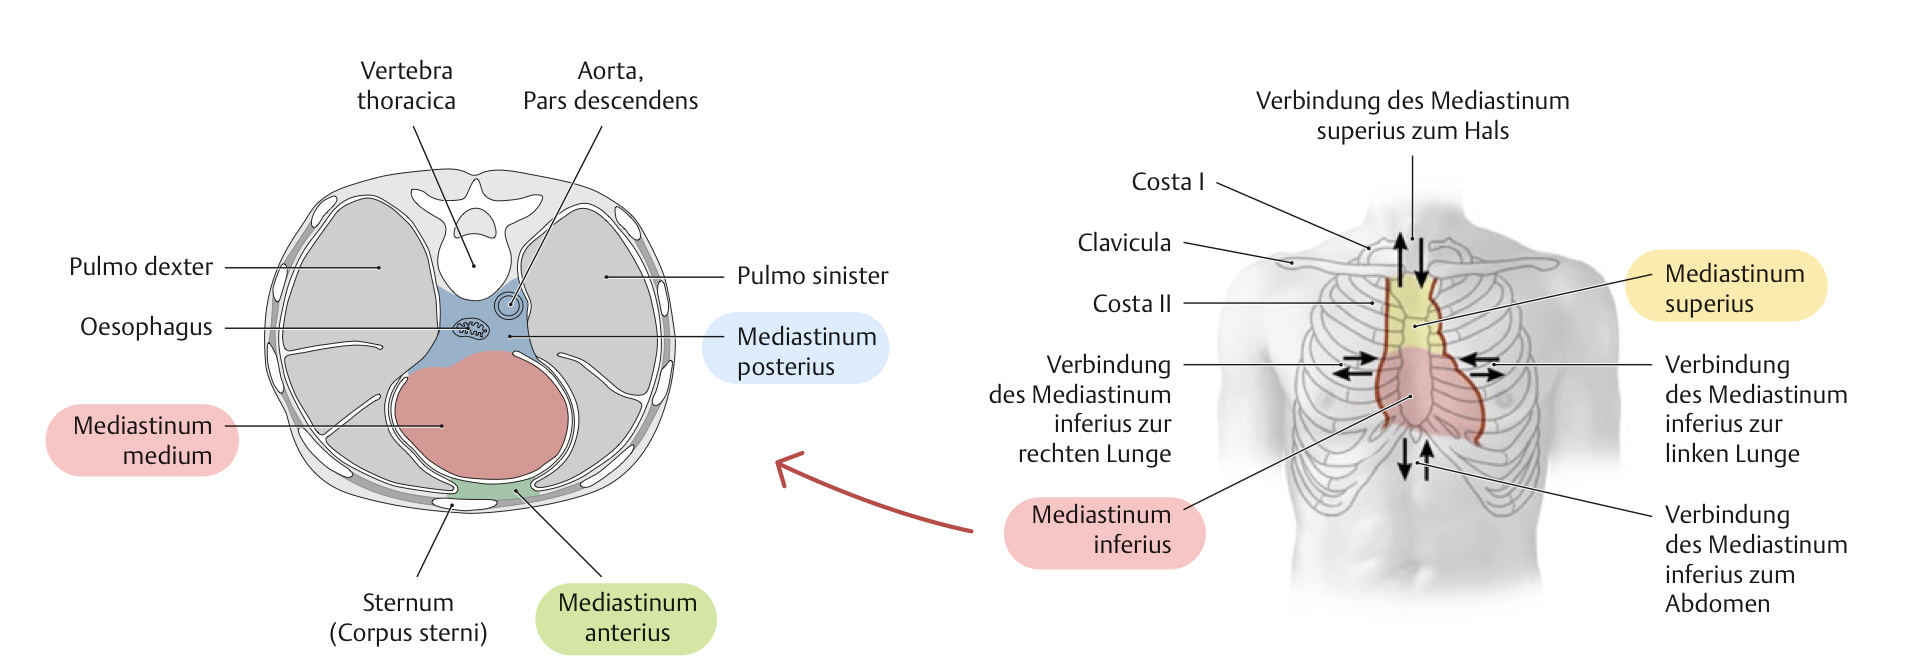 Vertebra
thoracica
Aorta,
Pars descendens
Pulmo dexter
Oesophagus
Mediastinum
medium
Pulmo sinister
Mediastinum
posterius
Sternum
(Corpus sterni)
Mediastinum
anterius
Verbindung des Mediastinum
superius zum Hals
Costa I
Clavicula
Costa II
Verbindung
des Mediastinum
inferius zur
rechten Lunge
Mediastinum
inferius
Mediastinum
superius
Verbindung
des Mediastinum
inferius zur
linken Lunge
Verbindung
des Mediastinum
inferius zum
Abdomen